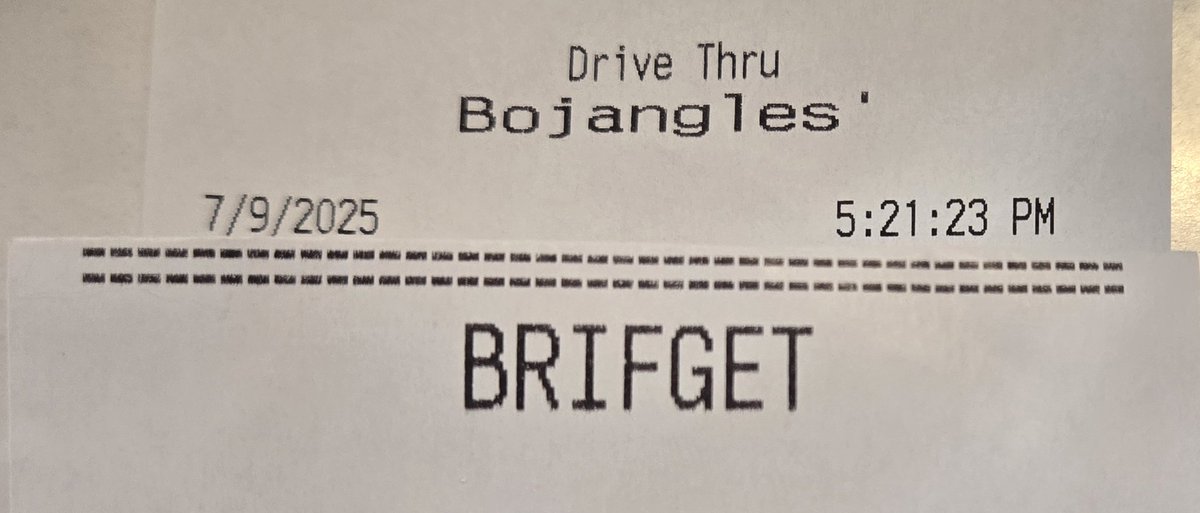 Drive Thru
Bojangles'
7/9/2025 5:21:23 PM
BRIFGET